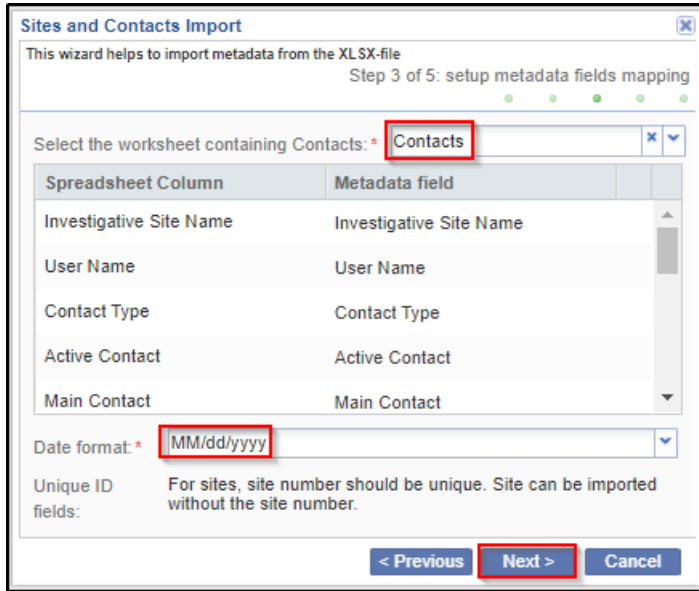 Sites and Contacts Import
This wizard helps to import metadata from the XLSX-file
Step 3 of 5: setup metadata fields mapping
Select the worksheet containing Contacts:* Contacts
Spreadsheet Column Metadata field
Investigative Site Name Investigative Site Name
User Name User Name
Contact Type Contact Type
Active Contact Active Contact
Main Contact Main Contact
Date format:* MM/dd/yyyy
Unique ID fields: For sites, site number should be unique. Site can be imported
without the site number.
< Previous Next > Cancel